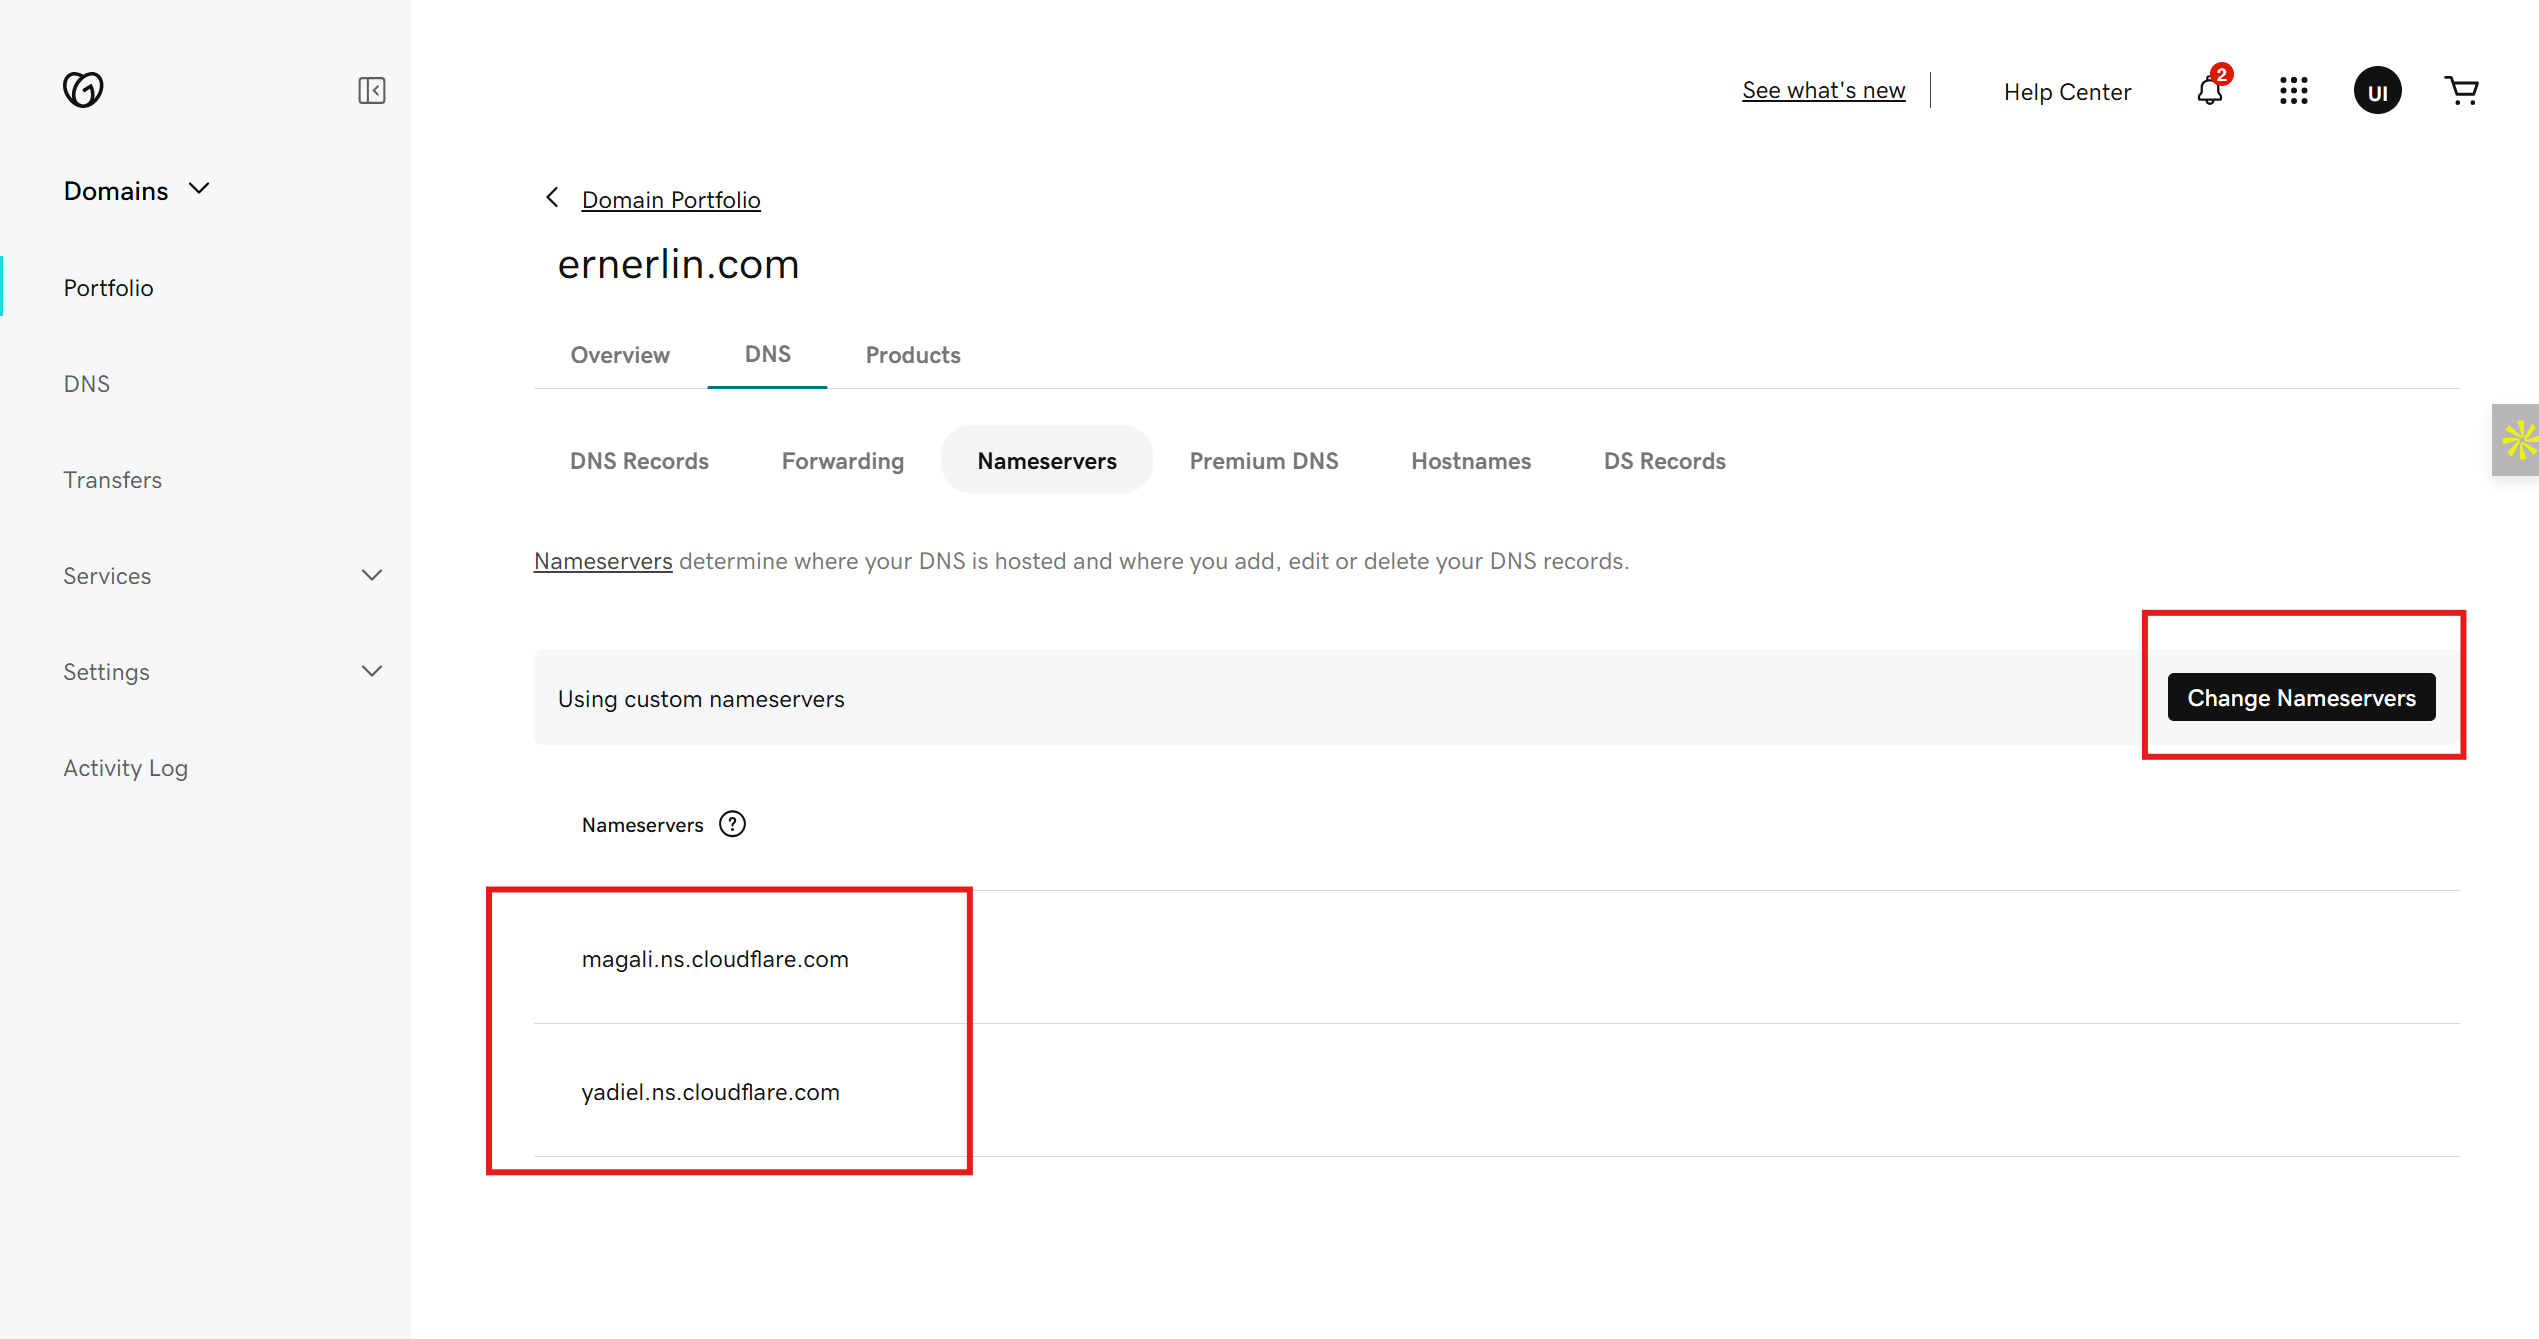 See what's new
Help Center
2
UI
Domains
Portfolio
DNS
Transfers
Services
Settings
Activity Log
Domain Portfolio
ernerlin.com
Overview
DNS
Products
DNS Records
Forwarding
Nameservers
Premium DNS
Hostnames
DS Records
Nameservers determine where your DNS is hosted and where you add, edit or delete your DNS records.
Using custom nameservers
Change Nameservers
Nameservers ?
magali.ns.cloudflare.com
yadiel.ns.cloudflare.com